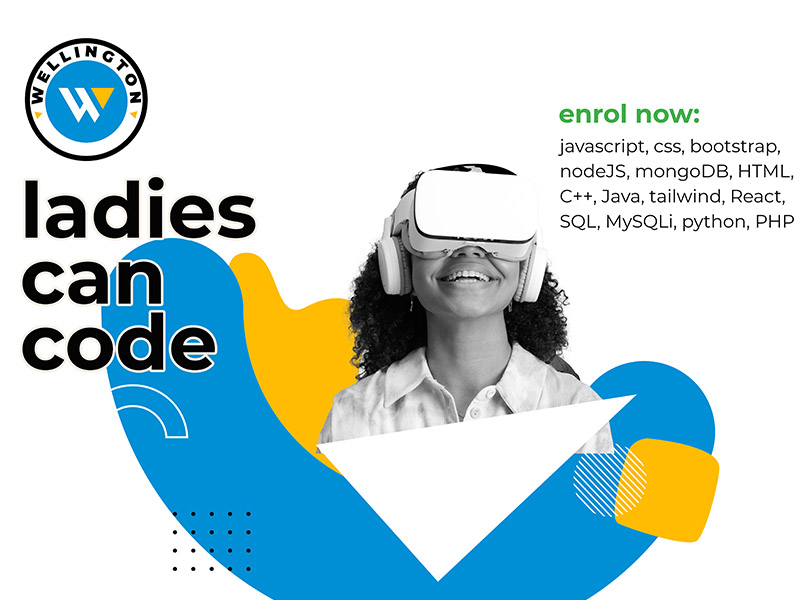 WELLINGTON
W
ladies
can
code
enrol now:
javascript, css, bootstrap,
nodeJS, mongoDB, HTML,
C++, Java, tailwind, React,
SQL, MySQLi, python, PHP